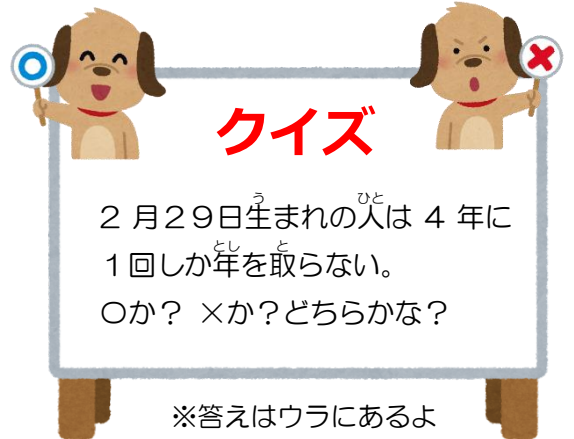 クイズ
２月２９日生まれの人は４年に
１回しか年を取らない。
○か？ ×か？どちらかな？
※答えはウラにあるよ